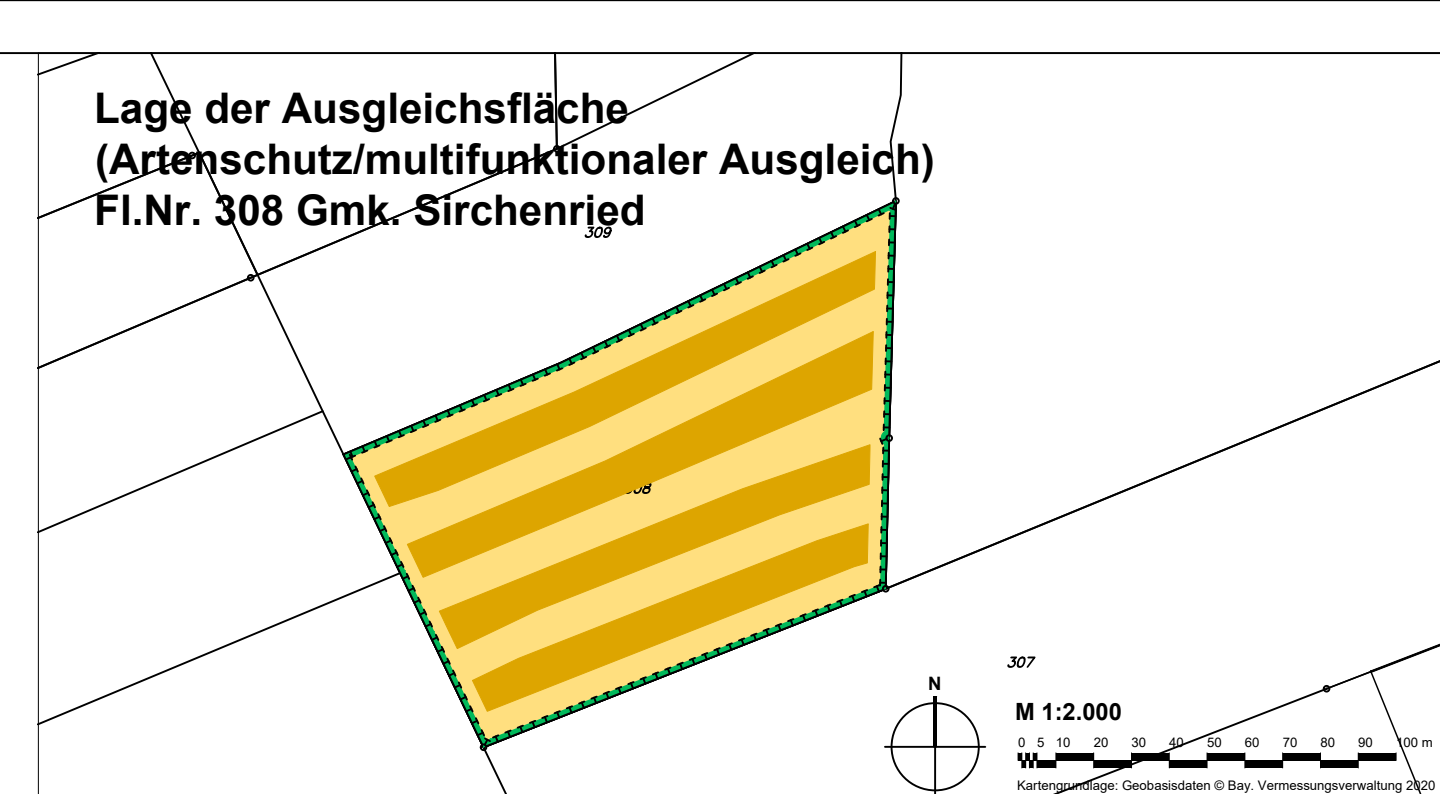 Lage der Ausgleichsfläche
(Artenschutz/multifunktionaler Ausgleich)
Fl.Nr. 308 Gmk. Sirchenried
309
307
N
M 1:2.000
0 5 10 20 30 40 50 60 70 80 90 100 m
Kartengrundlage: Geobasisdaten © Bay. Vermessungsverwaltung 2020